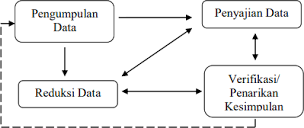 Pengumpulan
Data
Penyajian Data
Reduksi Data
Verifikasi/
Penarikan
Kesimpulan